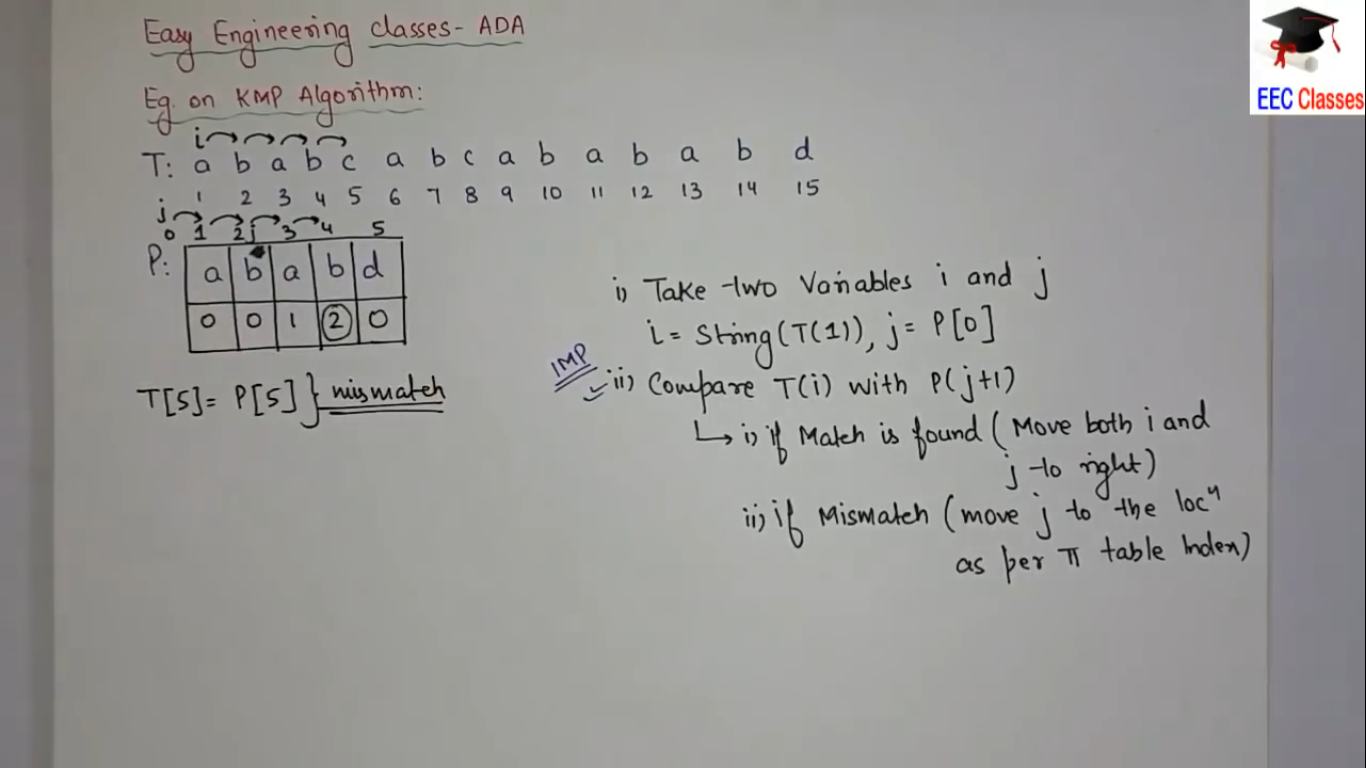 Easy Engineering classes- ADA
EEC Classes
Eg. on KMP Algorithm:
i
T: a b a b c a b c a b a b a b d
1 2 3 4 5 6 7 8 9 10 11 12 13 14 15
j
0 1 2j 3 4 5
P: a b a b d
0 0 1 2 0
T[5]= P[5] } mismatch
i) Take two Variables i and j
i = String(T(1)), j = P[0]
IMP
ii) Compare T(i) with P(j+1)
↳ i) if Match is found (Move both i and
j to right)
ii) if Mismatch (move j to the locⁿ
as per π table Index)